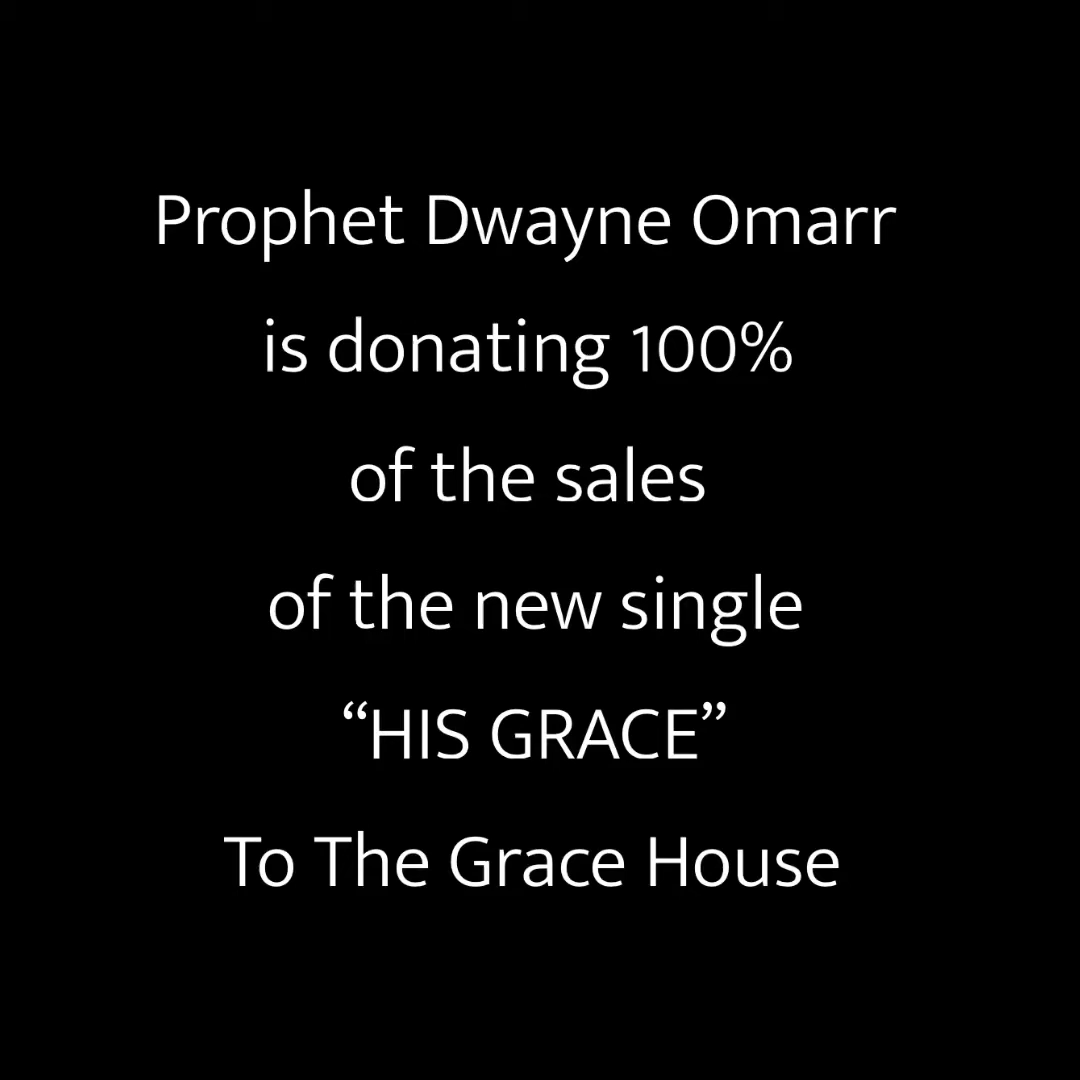 Prophet Dwayne Omarr
is donating 100%
of the sales
of the new single
“HIS GRACE”
To The Grace House